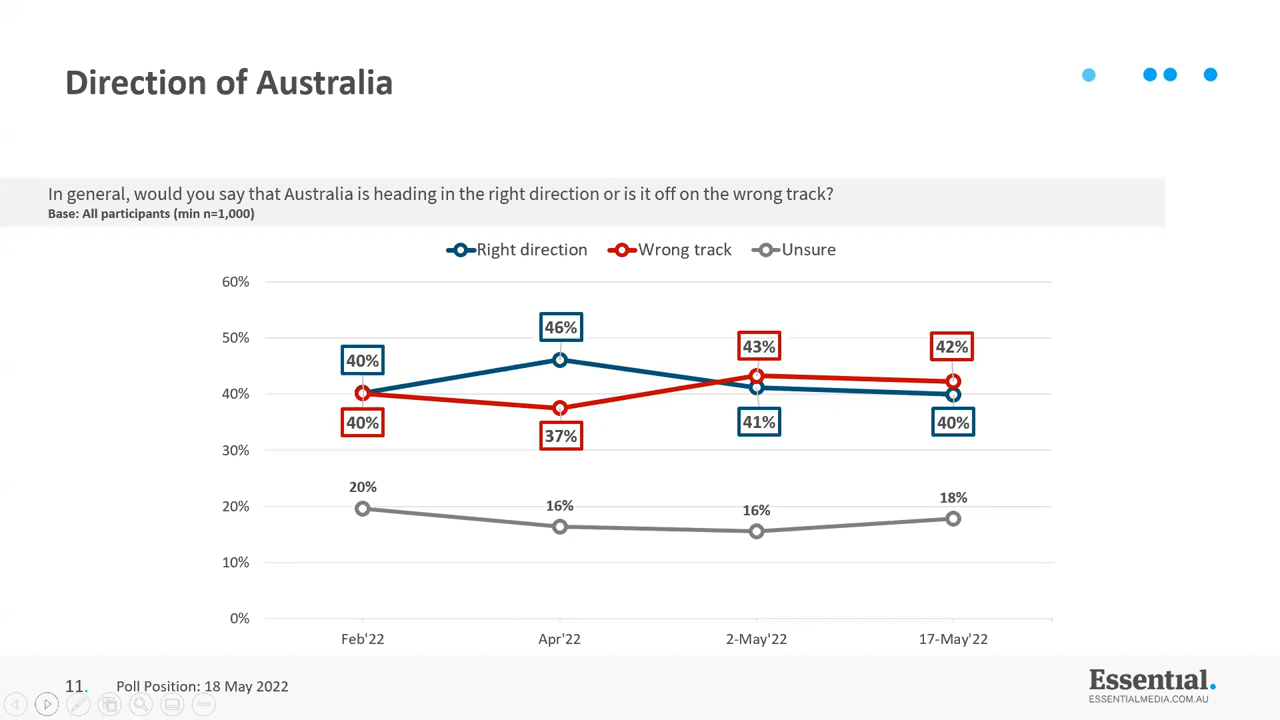 Direction of Australia
In general, would you say that Australia is heading in the right direction or is it off on the wrong track?
Base: All participants (min n=1,000)
Right direction Wrong track Unsure
60%
50%
40%
30%
20%
10%
0%
40%
46%
43%
42%
40%
37%
41%
40%
20%
16%
16%
18%
Feb'22 Apr'22 2-May'22 17-May'22
11. Poll Position: 18 May 2022
Essential.
ESSENTIALMEDIA.COM.AU